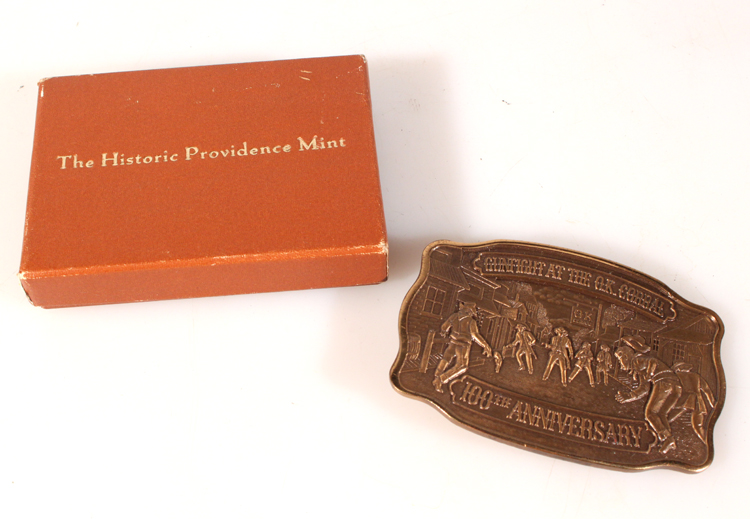 The Historic Providence Mint
GUNFIGHT AT THE O.K. CORRAL
100TH ANNIVERSARY